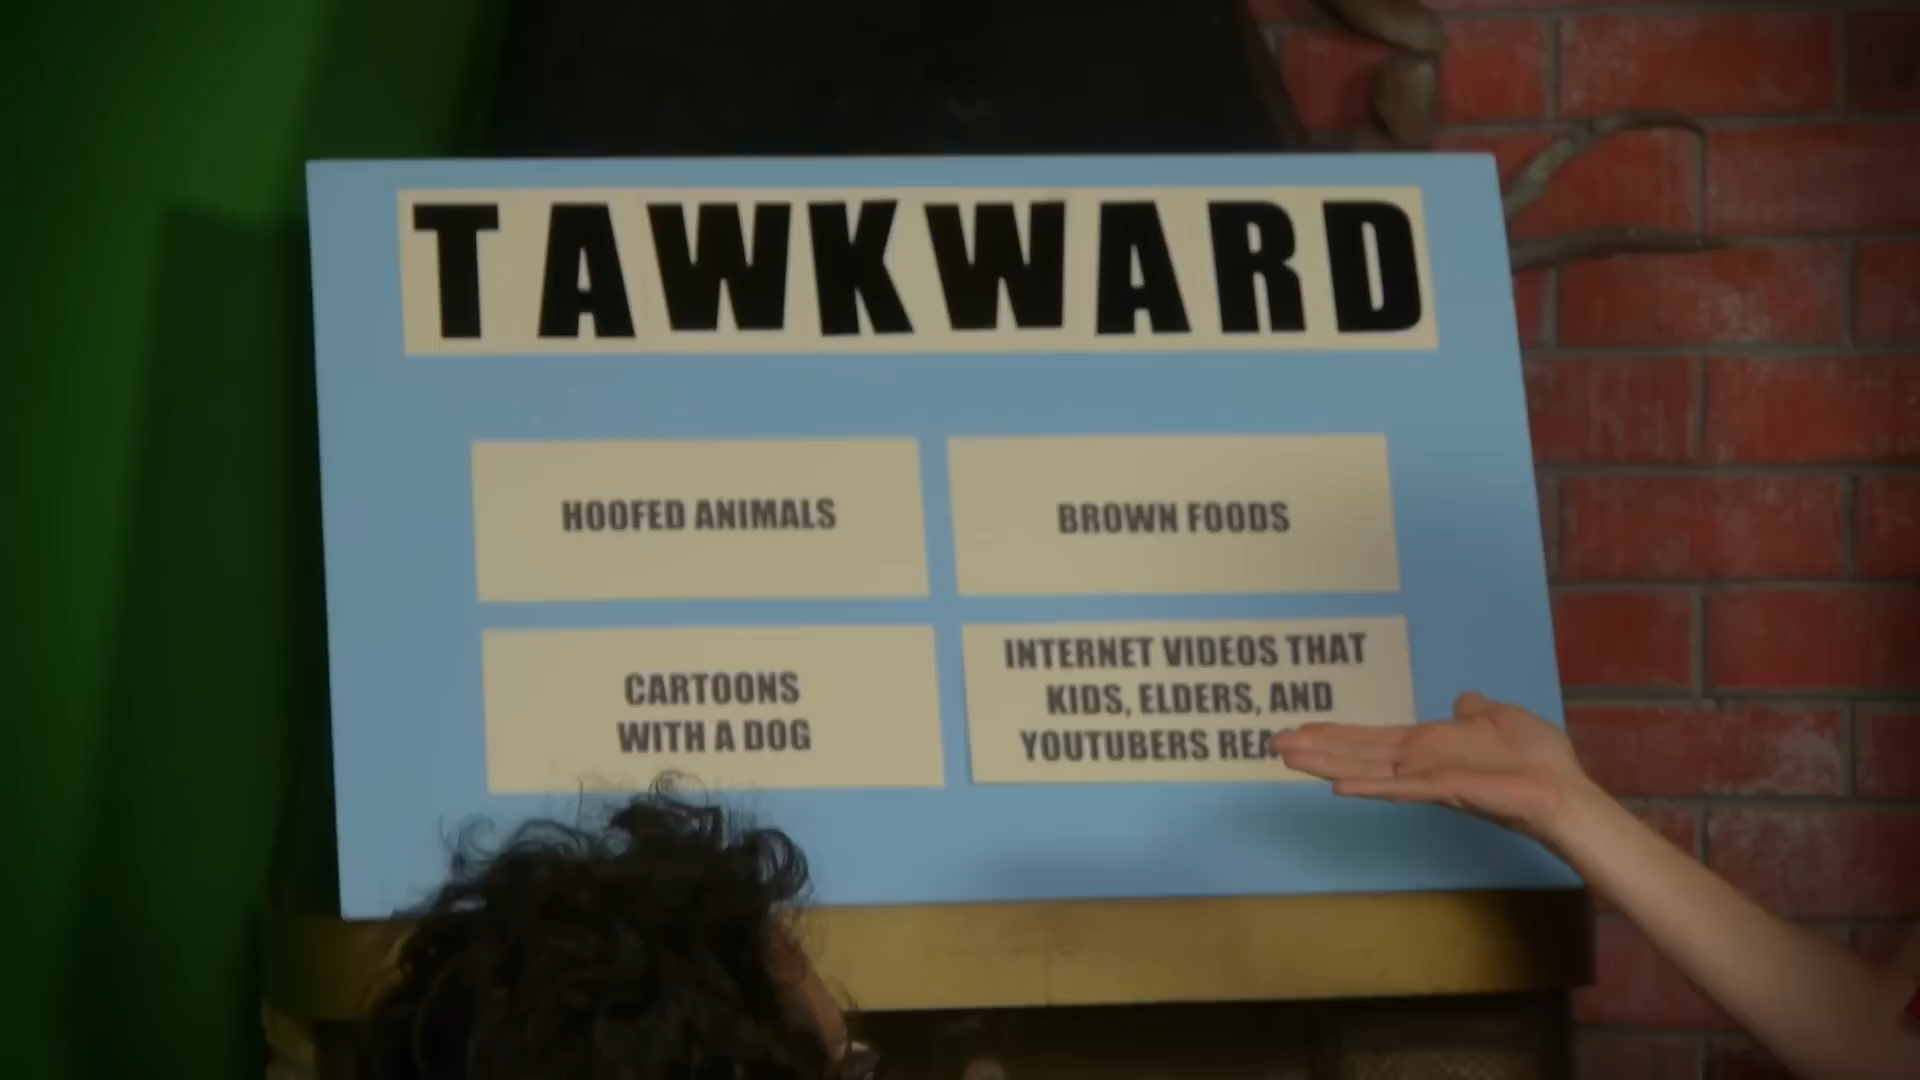 TAWKWARD
HOOFED ANIMALS
BROWN FOODS
CARTOONS
WITH A DOG
INTERNET VIDEOS THAT
KIDS, ELDERS, AND
YOUTUBERS